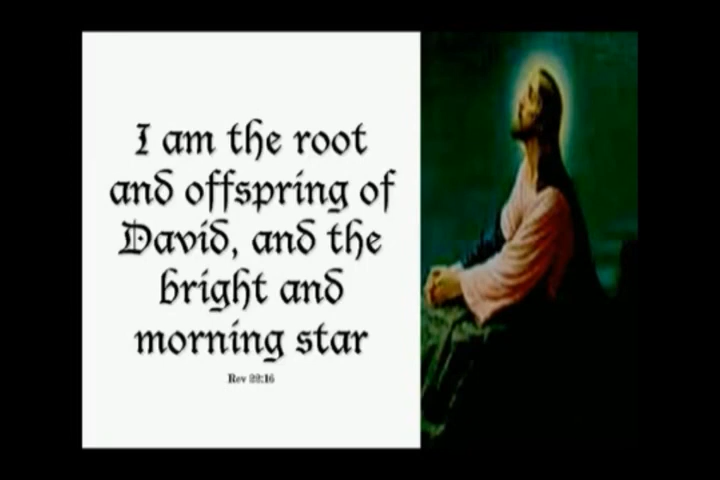 I am the root
and offspring of
David, and the
bright and
morning star
Rev 22:16